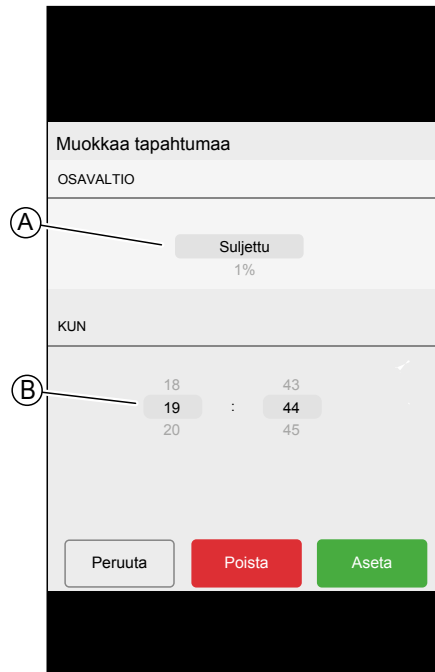 Muokkaa tapahtumaa
OSAVALTIO
A
Suljettu
1%
KUN
B
18 43
19 : 44
20 45
Peruuta Poista Aseta